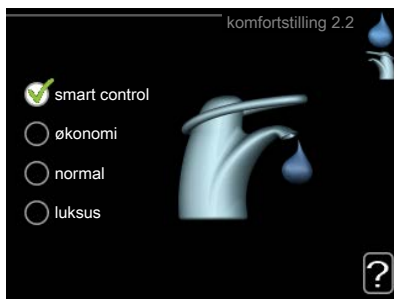 komfortstilling 2.2
smart control
økonomi
normal
luksus
?